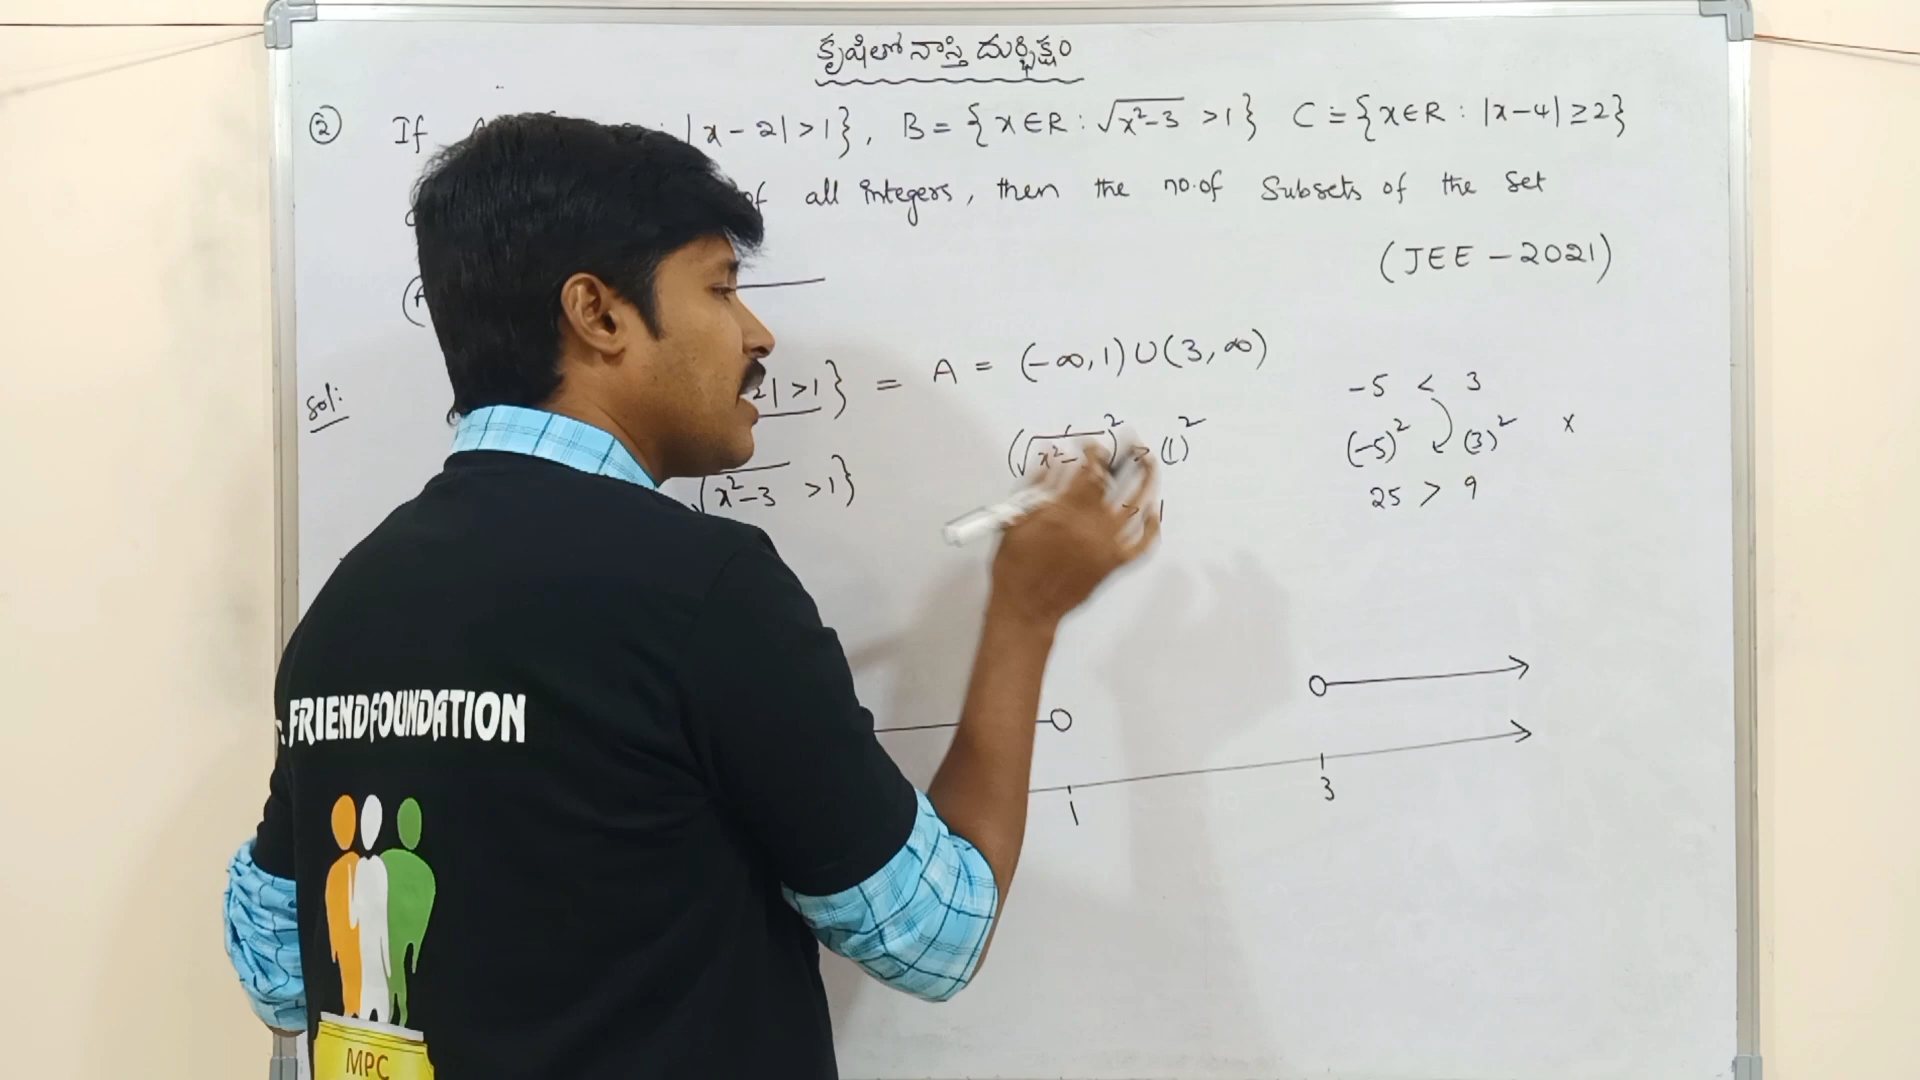 కృషితో నాస్తి దుర్భిక్షం
② If : |x-2| > 1}, B = {x ∈ R : √(x²-3) > 1} C = {x ∈ R : |x-4| ≥ 2}
of all integers, then the no.of Subsets of the Set
(JEE - 2021)
Sol: 2| > 1} = A = (-∞, 1) ∪ (3, ∞)
-5 < 3
(√x²- )² > (1)²
(-5)² (3)² x
√x²-3 > 1}
> 1
25 > 9
1
3
FRIENDFOUNDATION
MPC